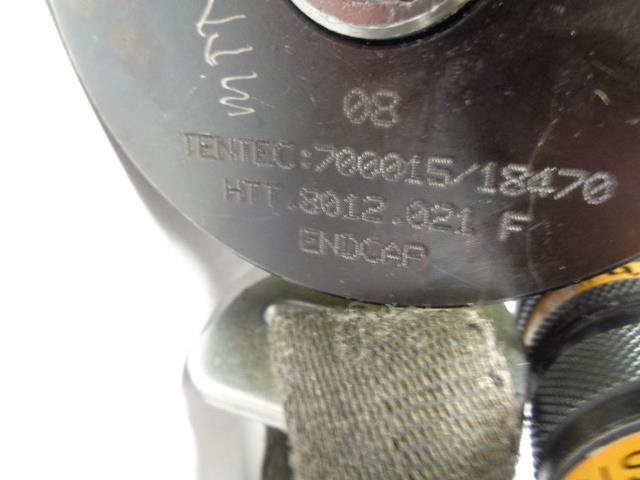 08
TENTEC:700015/18470
HTT.8012.021 F
ENDCAP